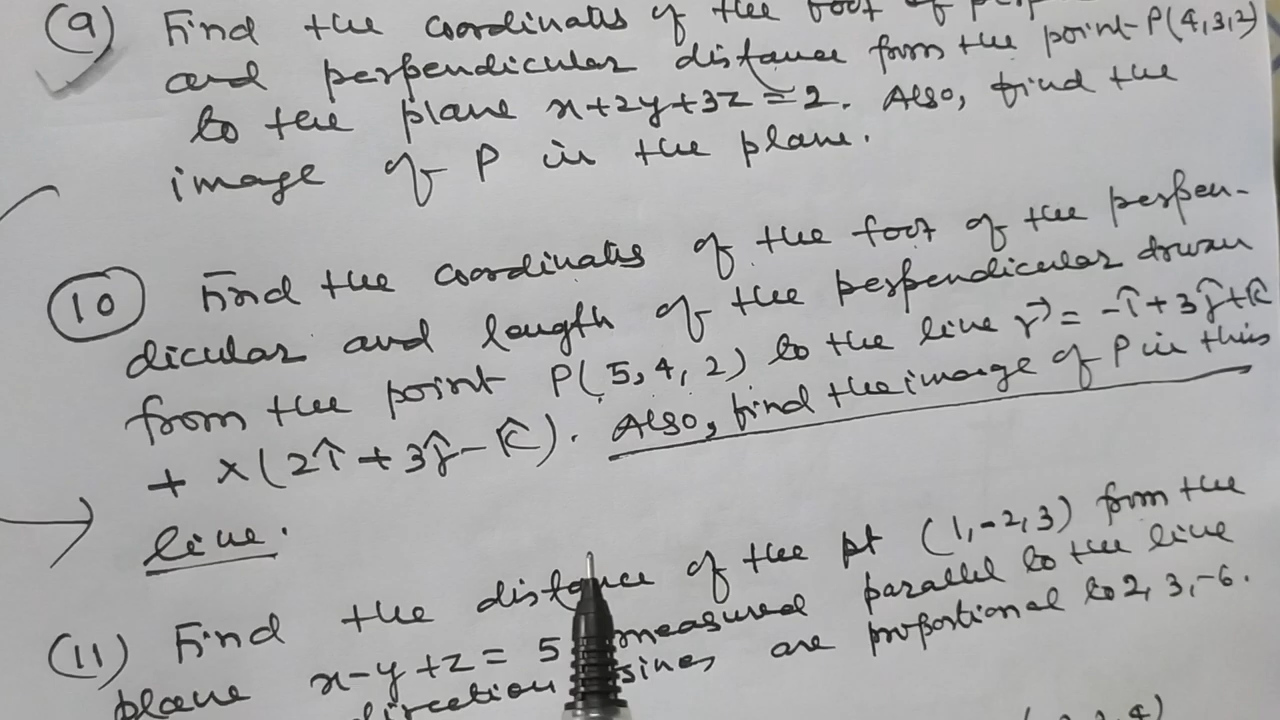 (9) Find the coordinates of the foot of
and perpendicular distance from the point P(4,3,2)
to the plane x+2y+3z=2. Also, find the
image of P in the plane.
(10) Find the coordinates of the foot of the perpen-
dicular and length of the perpendicular drawn
from the point P(5,4,2) to the line r⃗ = -î+3ĵ+k̂
+ λ(2î+3ĵ-k̂). Also, find the image of P in this
line.
(11) Find the distance of the pt (1,-2,3) from the
plane x-y+z=5 measured parallel to the line
direction sines are proportional to 2, 3, -6.